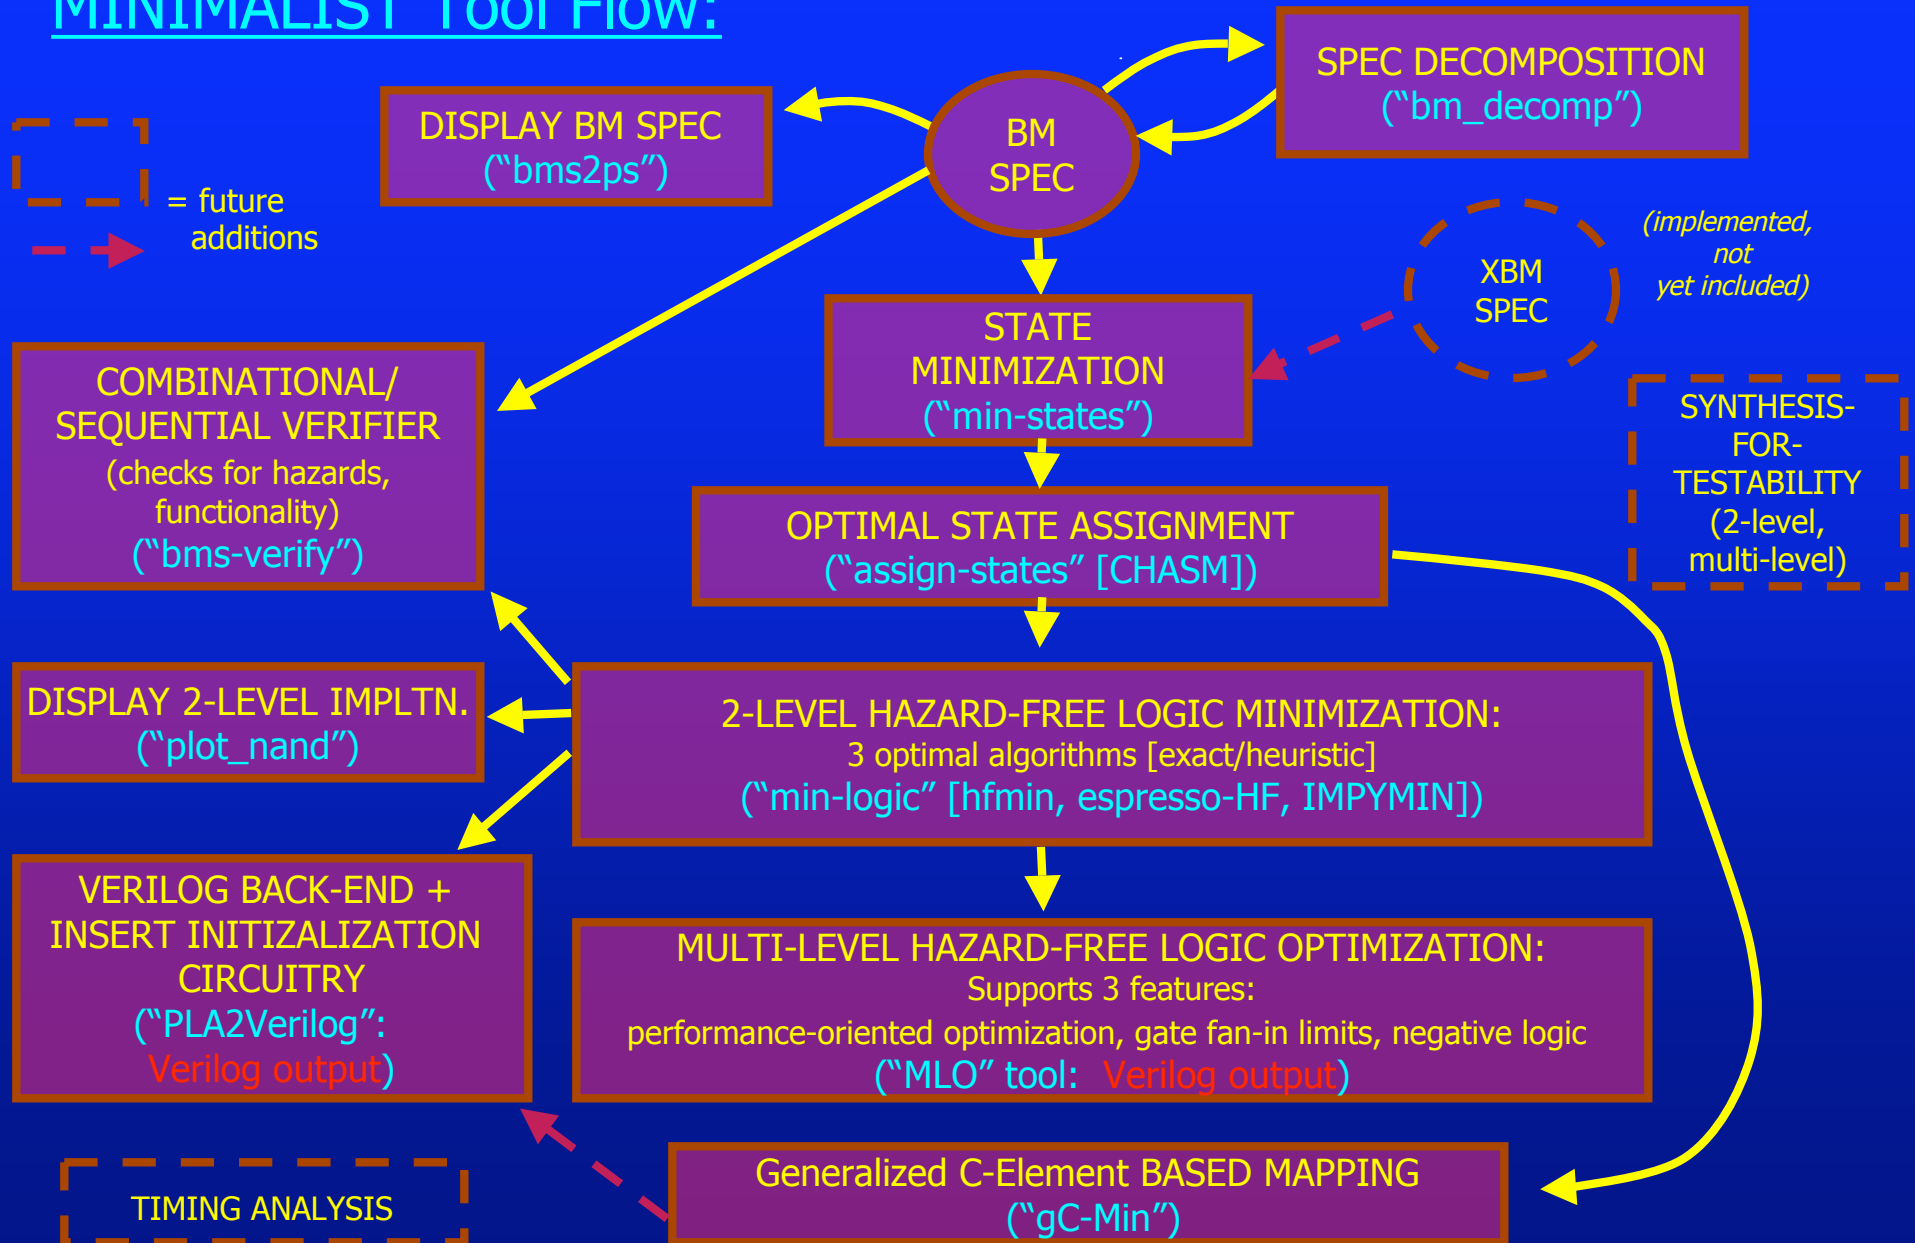 MINIMALIST Tool Flow:
SPEC DECOMPOSITION
(“bm_decomp”)
DISPLAY BM SPEC
(“bms2ps”)
BM
SPEC
= future
additions
(implemented,
not
yet included)
XBM
SPEC
STATE
MINIMIZATION
(“min-states”)
COMBINATIONAL/
SEQUENTIAL VERIFIER
(checks for hazards,
functionality)
(“bms-verify”)
SYNTHESIS-
FOR-
TESTABILITY
(2-level,
multi-level)
OPTIMAL STATE ASSIGNMENT
(“assign-states” [CHASM])
DISPLAY 2-LEVEL IMPLTN.
(“plot_nand”)
2-LEVEL HAZARD-FREE LOGIC MINIMIZATION:
3 optimal algorithms [exact/heuristic]
(“min-logic” [hfmin, espresso-HF, IMPYMIN])
VERILOG BACK-END +
INSERT INITIZALIZATION
CIRCUITRY
(“PLA2Verilog”:
Verilog output)
MULTI-LEVEL HAZARD-FREE LOGIC OPTIMIZATION:
Supports 3 features:
performance-oriented optimization, gate fan-in limits, negative logic
(“MLO” tool: Verilog output)
TIMING ANALYSIS
Generalized C-Element BASED MAPPING
(“gC-Min”)